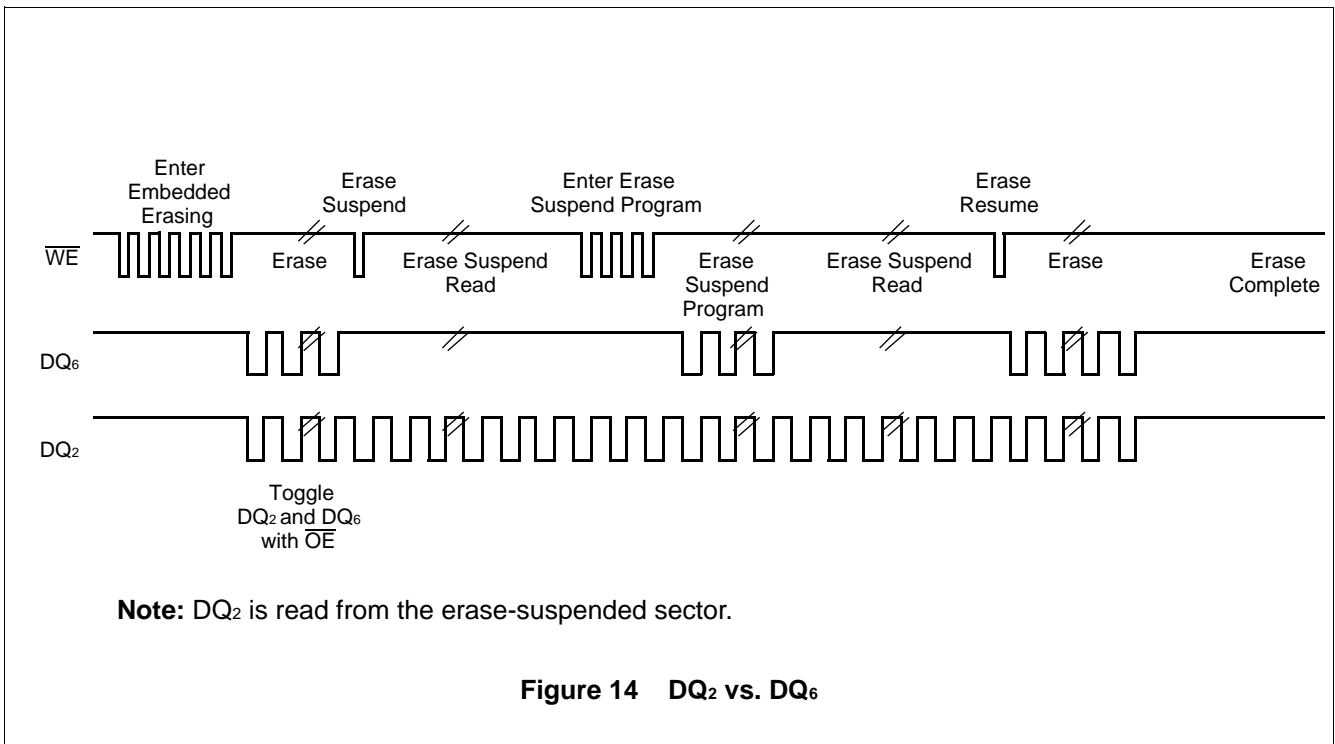 Enter
Embedded
Erasing
Erase
Suspend
Enter Erase
Suspend Program
Erase
Resume
WE
Erase
Erase Suspend
Read
Erase
Suspend
Program
Erase Suspend
Read
Erase
Erase
Complete
DQ6
DQ2
Toggle
DQ2 and DQ6
with OE
Note: DQ2 is read from the erase-suspended sector.
Figure 14 DQ2 vs. DQ6